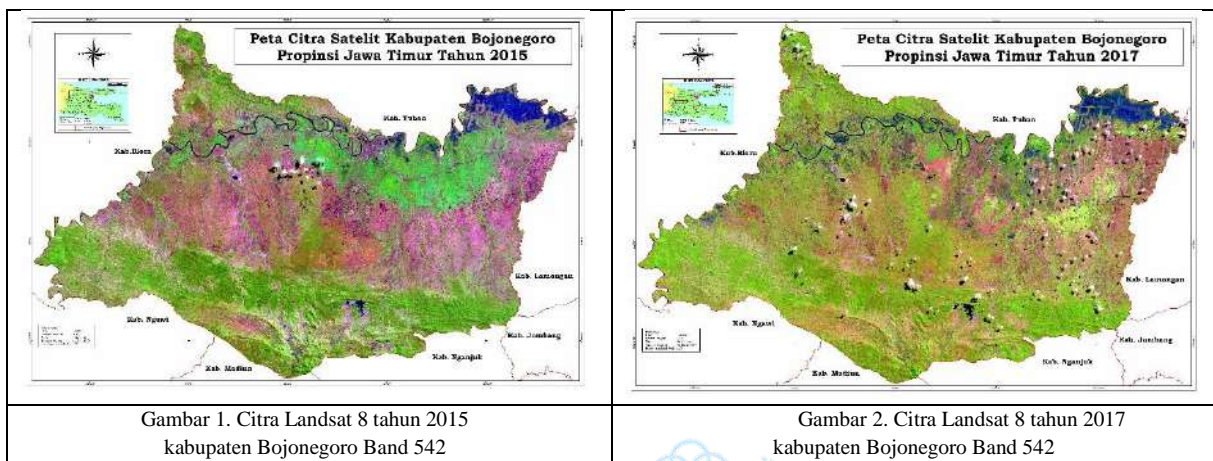 Peta Citra Satelit Kabupaten Bojonegoro
Propinsi Jawa Timur Tahun 2015
Kab. Tuban
Kab. Blora
Kab. Lamongan
Kab. Ngawi
Kab. Jombang
Kab. Nganjuk
Kab. Madiun
Peta Citra Satelit Kabupaten Bojonegoro
Propinsi Jawa Timur Tahun 2017
Kab. Tuban
Kab. Blora
Kab. Lamongan
Kab. Ngawi
Kab. Jombang
Kab. Nganjuk
Kab. Madiun
Gambar 1. Citra Landsat 8 tahun 2015
kabupaten Bojonegoro Band 542
Gambar 2. Citra Landsat 8 tahun 2017
kabupaten Bojonegoro Band 542